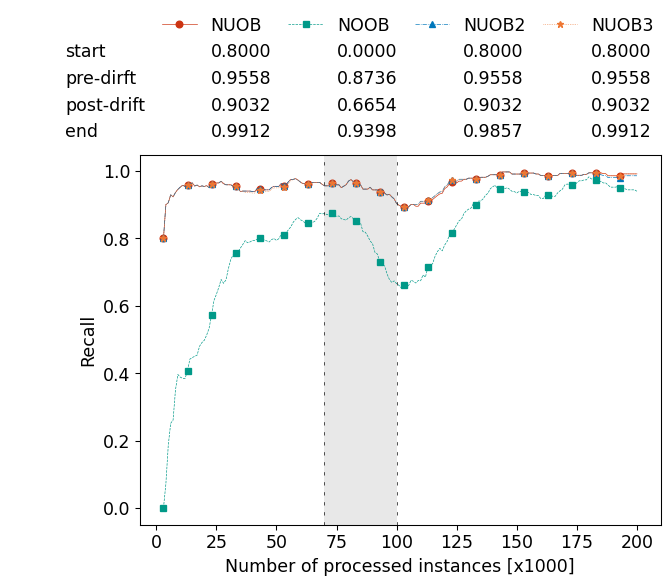 NUOB NOOB NUOB2 NUOB3
start 0.8000 0.0000 0.8000 0.8000
pre-dirft 0.9558 0.8736 0.9558 0.9558
post-drift 0.9032 0.6654 0.9032 0.9032
end 0.9912 0.9398 0.9857 0.9912
1.0
0.8
0.6
0.4
0.2
0.0
Recall
0 25 50 75 100 125 150 175 200
Number of processed instances [x1000]